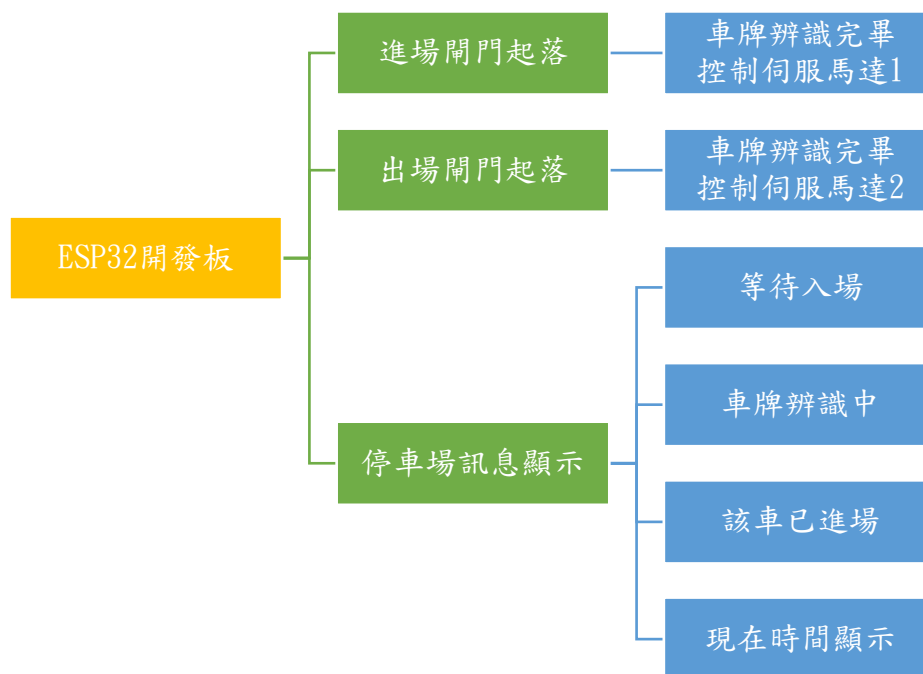 ESP32開發板
進場閘門起落
車牌辨識完畢
控制伺服馬達1
出場閘門起落
車牌辨識完畢
控制伺服馬達2
停車場訊息顯示
等待入場
車牌辨識中
該車已進場
現在時間顯示